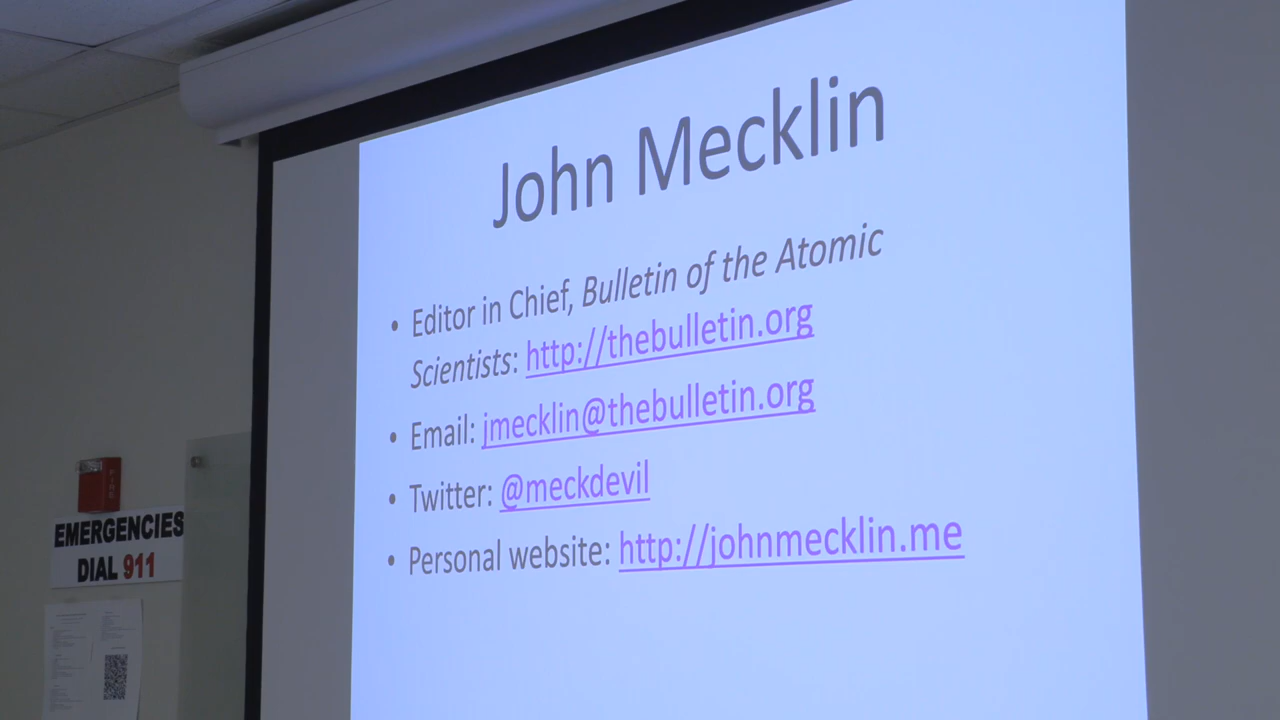 John Mecklin
• Editor in Chief, Bulletin of the Atomic
Scientists: http://thebulletin.org
• Email: jmecklin@thebulletin.org
• Twitter: @meckdevil
• Personal website: http://johnmecklin.me
FIRE
EMERGENCIES
DIAL 911